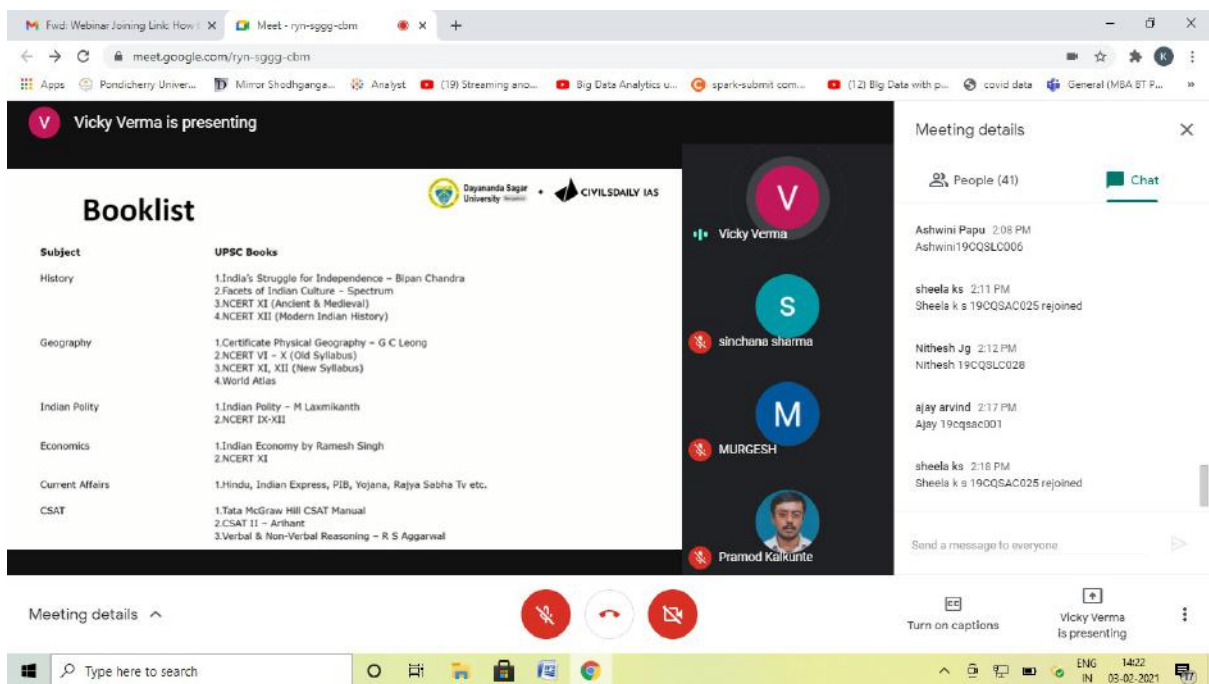 Fwd: Webinar Joining Link: How t
Meet - ryn-sggg-cbm
meet.google.com/ryn-sggg-cbm
K
Apps
Pondicherry Univer...
Mirror Shodhganga...
Analyst
(19) Streaming ano...
Big Data Analytics u...
spark-submit com...
(12) Big Data with p...
covid data
General (MBA BT P...
V
Vicky Verma is presenting
Booklist
Dayananda Sagar
University
CIVILSDAILY IAS
Subject UPSC Books
History 1.India's Struggle for Independence – Bipan Chandra
2.Facets of Indian Culture – Spectrum
3.NCERT XI (Ancient & Medieval)
4.NCERT XII (Modern Indian History)
Geography 1.Certificate Physical Geography – G C Leong
2.NCERT VI – X (Old Syllabus)
3.NCERT XI, XII (New Syllabus)
4.World Atlas
Indian Polity 1.Indian Polity – M Laxmikanth
2.NCERT IX-XII
Economics 1.Indian Economy by Ramesh Singh
2.NCERT XI
Current Affairs 1.Hindu, Indian Express, PIB, Yojana, Rajya Sabha Tv etc.
CSAT 1.Tata McGraw Hill CSAT Manual
2.CSAT II – Arihant
3.Verbal & Non-Verbal Reasoning – R S Aggarwal
V
Vicky Verma
S
sinchana sharma
M
MURGESH
Pramod Kalkunte
Meeting details
People (41)
Chat
Ashwini Papu 2:08 PM
Ashwini19CQSLC006
sheela ks 2:11 PM
Sheela k s 19CQSAC025 rejoined
Nithesh Jg 2:12 PM
Nithesh 19CQSLC028
ajay arvind 2:17 PM
Ajay 19cqsac001
sheela ks 2:18 PM
Sheela k s 19CQSAC025 rejoined
Send a message to everyone
Meeting details
CC
Turn on captions
Vicky Verma
is presenting
Type here to search
ENG
IN
14:22
03-02-2021
17